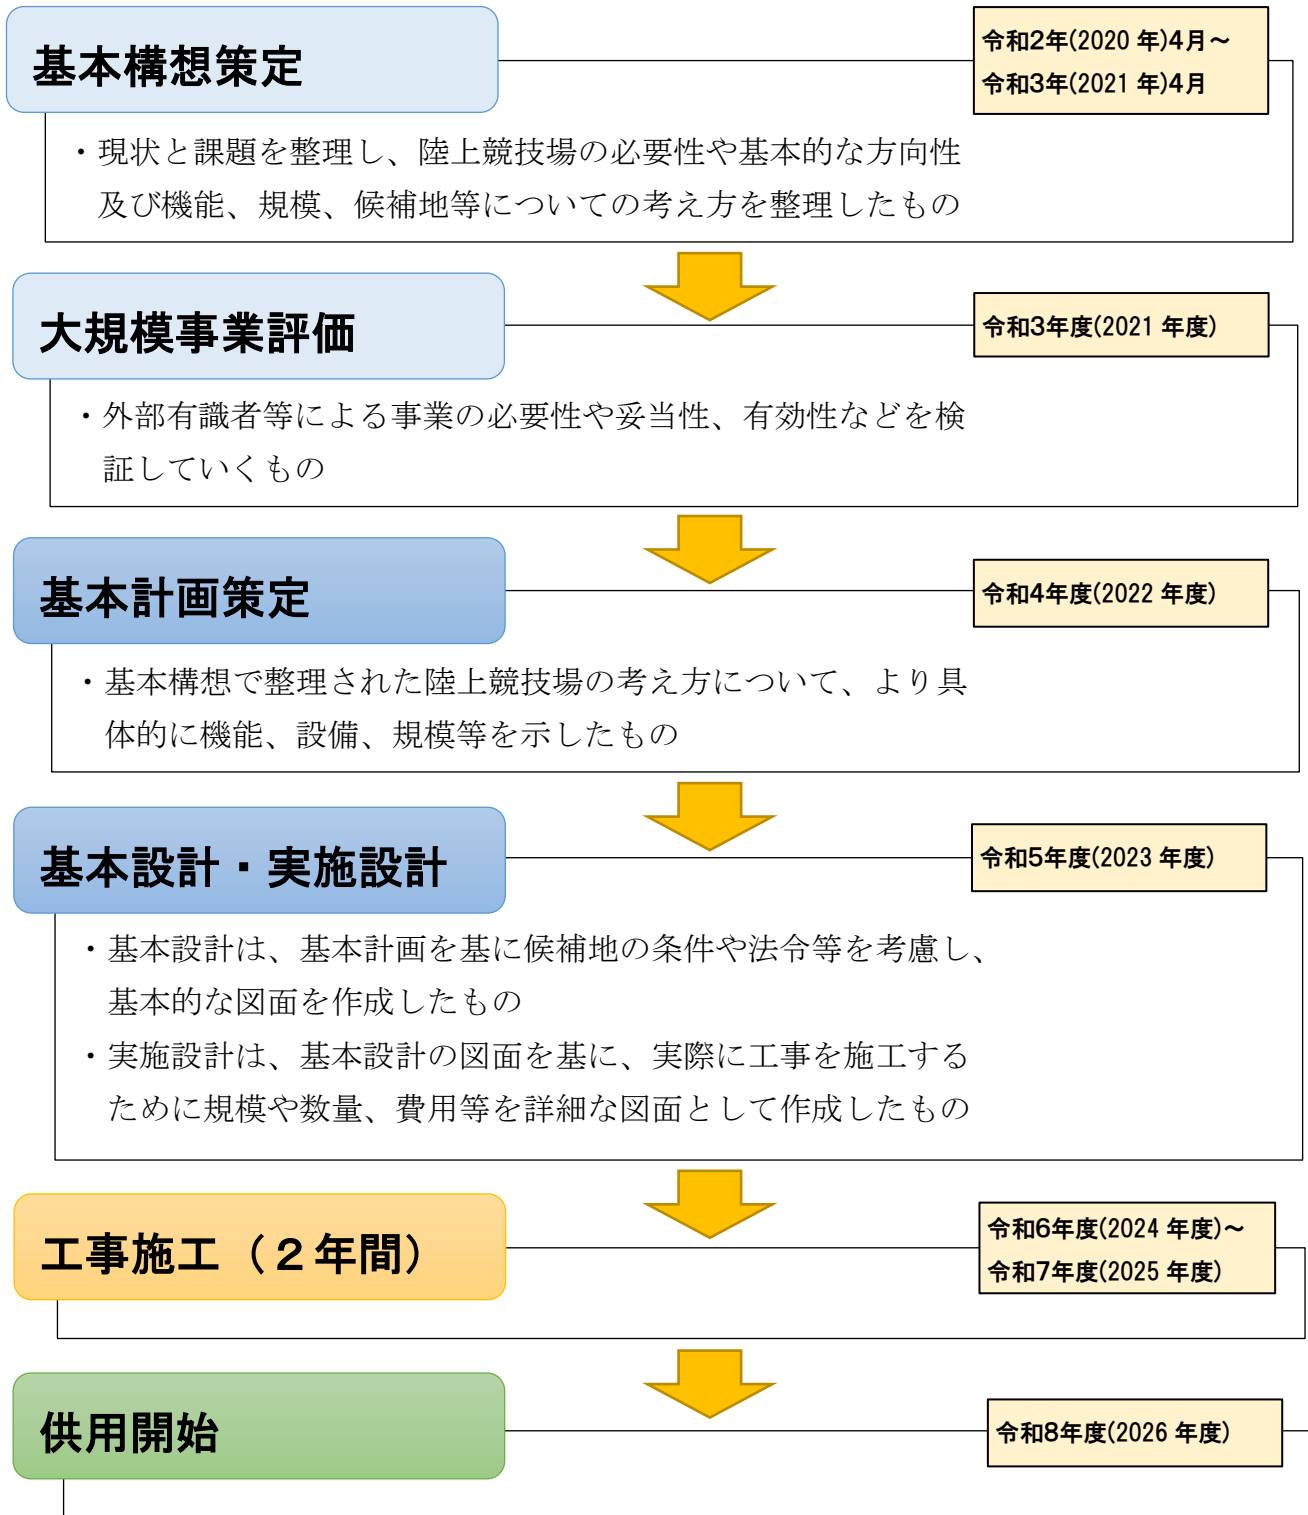 基本構想策定
令和2年(2020 年)4月～
令和3年(2021 年)4月
・現状と課題を整理し、陸上競技場の必要性や基本的な方向性
及び機能、規模、候補地等についての考え方を整理したもの
大規模事業評価
令和3年度(2021 年度)
・外部有識者等による事業の必要性や妥当性、有効性などを検
証していくもの
基本計画策定
令和4年度(2022 年度)
・基本構想で整理された陸上競技場の考え方について、より具
体的に機能、設備、規模等を示したもの
基本設計・実施設計
令和5年度(2023 年度)
・基本設計は、基本計画を基に候補地の条件や法令等を考慮し、
基本的な図面を作成したもの
・実施設計は、基本設計の図面を基に、実際に工事を施工する
ために規模や数量、費用等を詳細な図面として作成したもの
工事施工（２年間）
令和6年度(2024 年度)～
令和7年度(2025 年度)
供用開始
令和8年度(2026 年度)